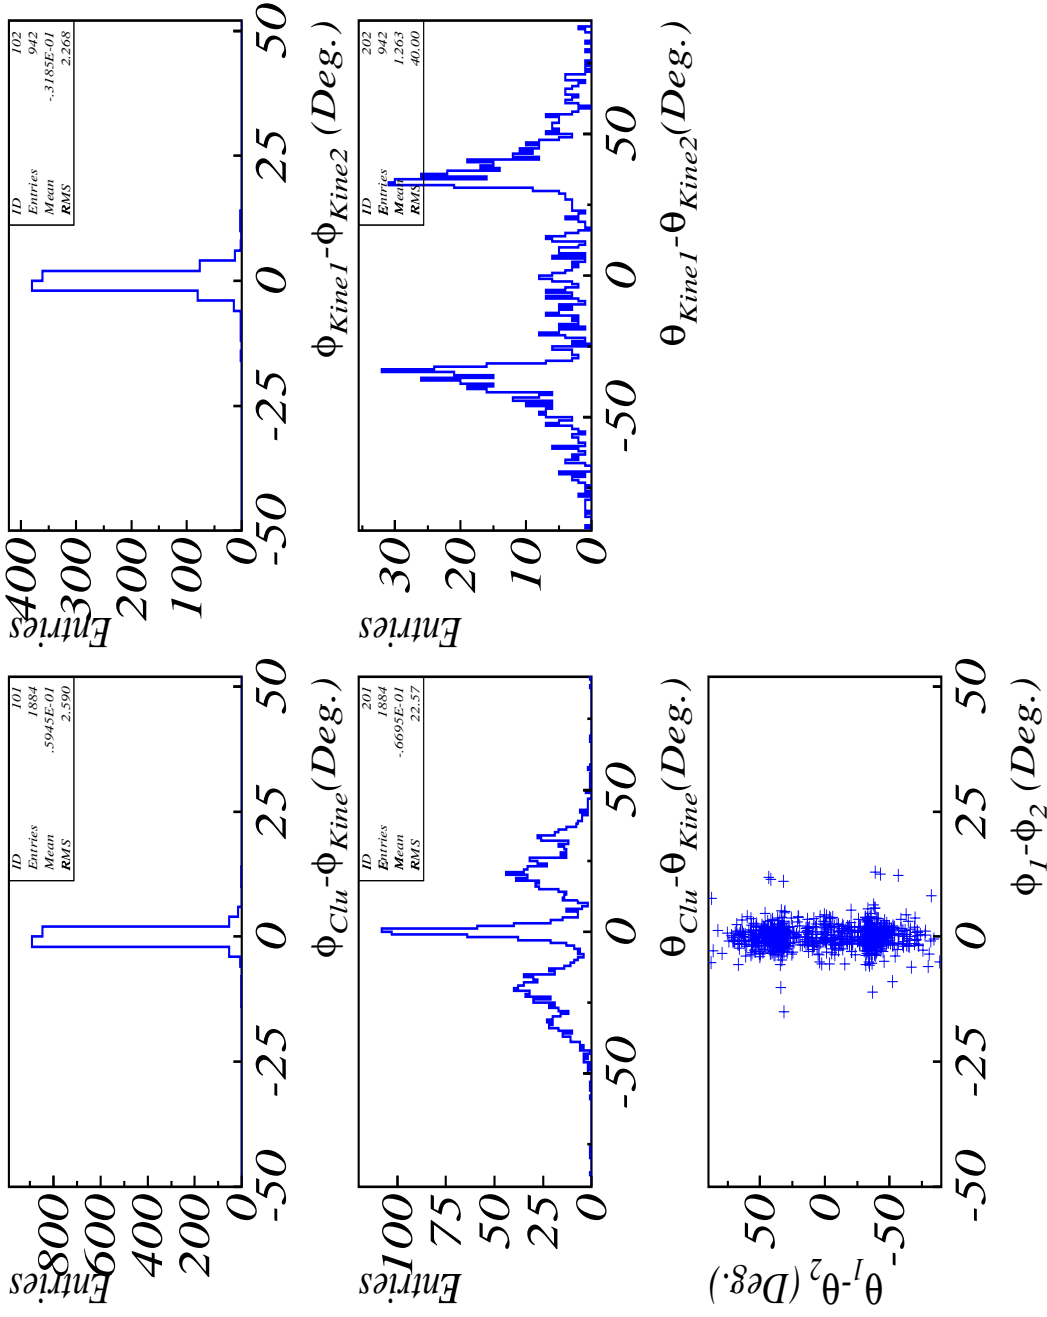 Entries
800
600
400
200
0
-50
-25
0
25
50
ϕClu-ϕKine(Deg.)
ID 101
Entries 1884
Mean .5945E-01
RMS 2.590
Entries
400
300
200
100
0
-50
-25
0
25
50
ϕKine1-ϕKine2 (Deg.)
ID 102
Entries 942
Mean -.3185E-01
RMS 2.268
Entries
100
75
50
25
0
-50
0
50
θClu-θKine(Deg.)
ID 201
Entries 1884
Mean -.6695E-01
RMS 22.57
Entries
30
20
10
0
-50
0
50
θKine1-θKine2(Deg.)
ID 202
Entries 942
Mean 1.263
RMS 40.00
θ1-θ2 (Deg.)
50
0
-50
-50
-25
0
25
50
ϕ1-ϕ2 (Deg.)